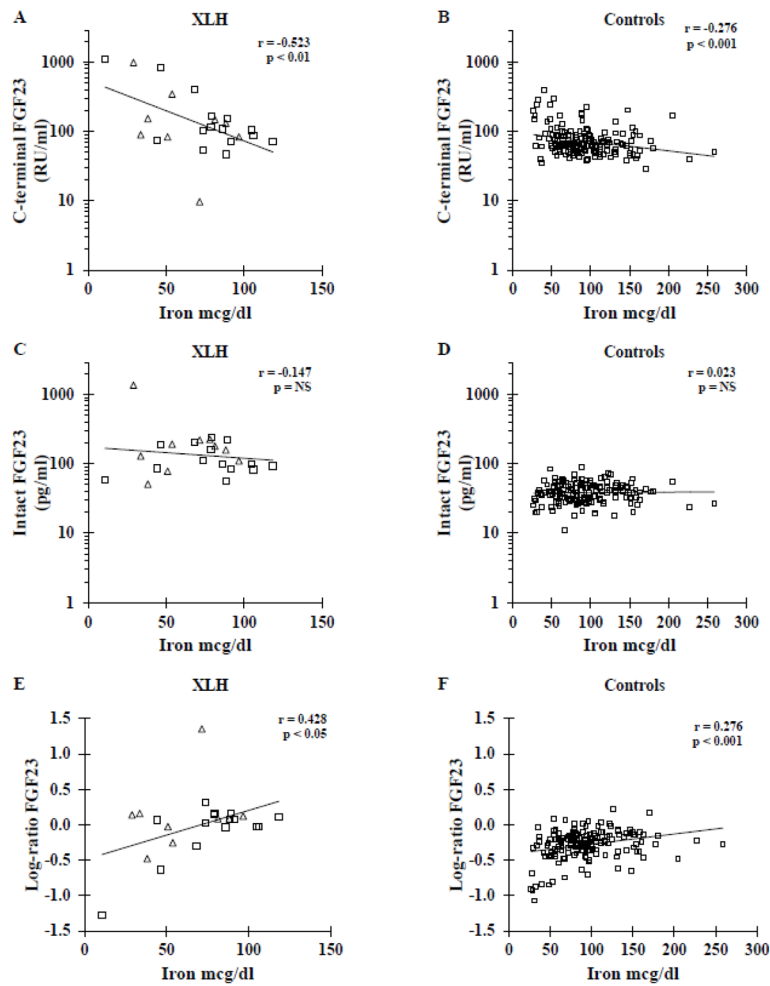 A
XLH
r = -0.523
p < 0.01
C-terminal FGF23
(RU/ml)
1000
100
10
1
0
50
100
150
Iron mcg/dl
B
Controls
r = -0.276
p < 0.001
C-terminal FGF23
(RU/ml)
1000
100
10
1
0
50
100
150
200
250
300
Iron mcg/dl
C
XLH
r = -0.147
p = NS
Intact FGF23
(pg/ml)
1000
100
10
1
0
50
100
150
Iron mcg/dl
D
Controls
r = 0.023
p = NS
Intact FGF23
(pg/ml)
1000
100
10
1
0
50
100
150
200
250
300
Iron mcg/dl
E
XLH
r = 0.428
p < 0.05
Log-ratio FGF23
1.5
1.0
0.5
0.0
-0.5
-1.0
-1.5
0
50
100
150
Iron mcg/dl
F
Controls
r = 0.276
p < 0.001
Log-ratio FGF23
1.5
1.0
0.5
0.0
-0.5
-1.0
-1.5
0
50
100
150
200
250
300
Iron mcg/dl